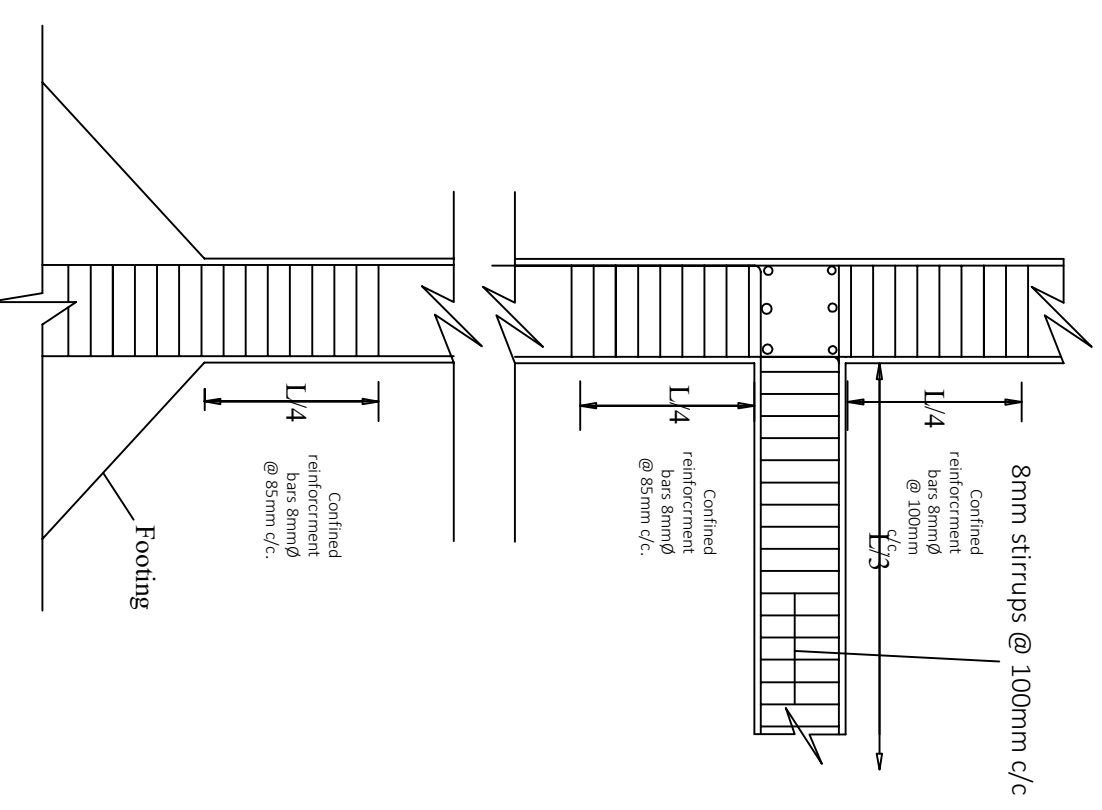 8mm stirrups @ 100mm c/c
L/4
Confined
reinforcrment
bars 8mmØ
@ 100mm
c/c.
L/3
L/4
Confined
reinforcrment
bars 8mmØ
@ 85mm c/c.
L/4
Confined
reinforcrment
bars 8mmØ
@ 85mm c/c.
Footing